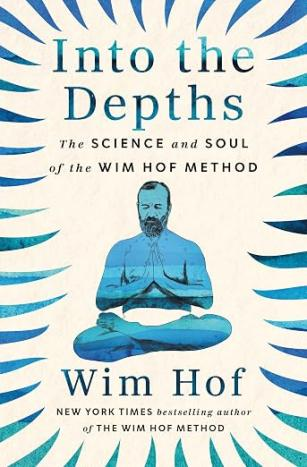 Into the
Depths
The SCIENCE and SOUL
of the WIM HOF METHOD
Wim Hof
NEW YORK TIMES bestselling author
of THE WIM HOF METHOD